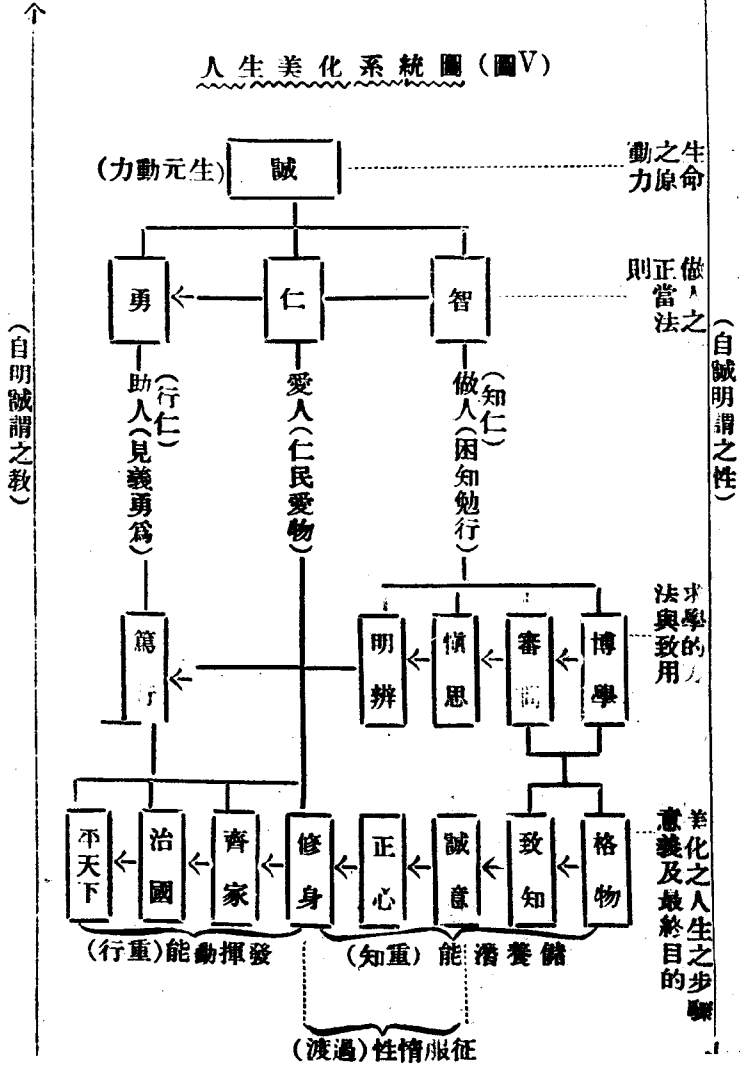 人生美化系統圖(圖V)
誠
(生元動力)
生命
之原
動力
智
仁
勇
做人之
正當法
則
(自誠明謂之性)
(自明誠謂之教)
(知仁)
做人(困知勉行)
愛人(仁民愛物)
(行仁)
助人(見義勇爲)
博學
審問
慎思
明辨
篤行
求學的方
法與致用
格物
致知
誠意
正心
修身
齊家
治國
平天下
美化之人生之步驟
意義及最終目的
儲養潛能(重知)
發揮動能(重行)
征服惰性(過渡)